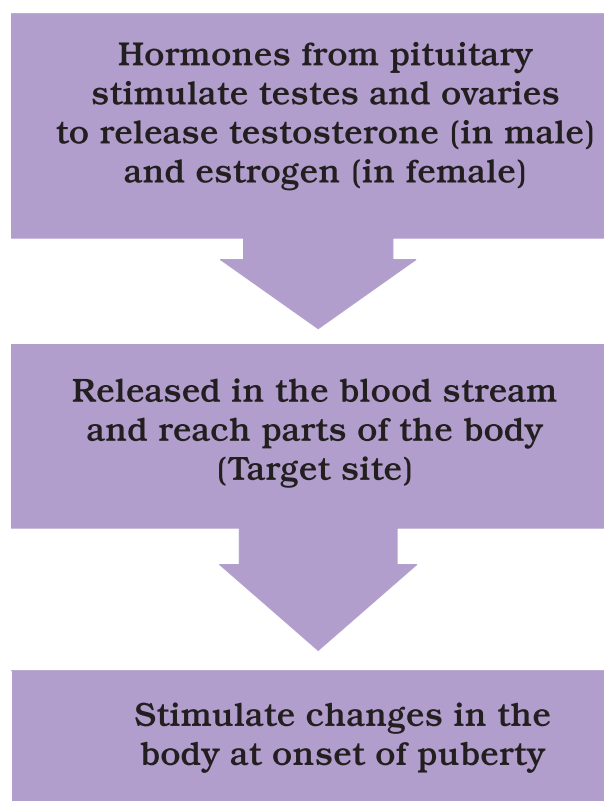 Hormones from pituitary
stimulate testes and ovaries
to release testosterone (in male)
and estrogen (in female)
Released in the blood stream
and reach parts of the body
(Target site)
Stimulate changes in the
body at onset of puberty